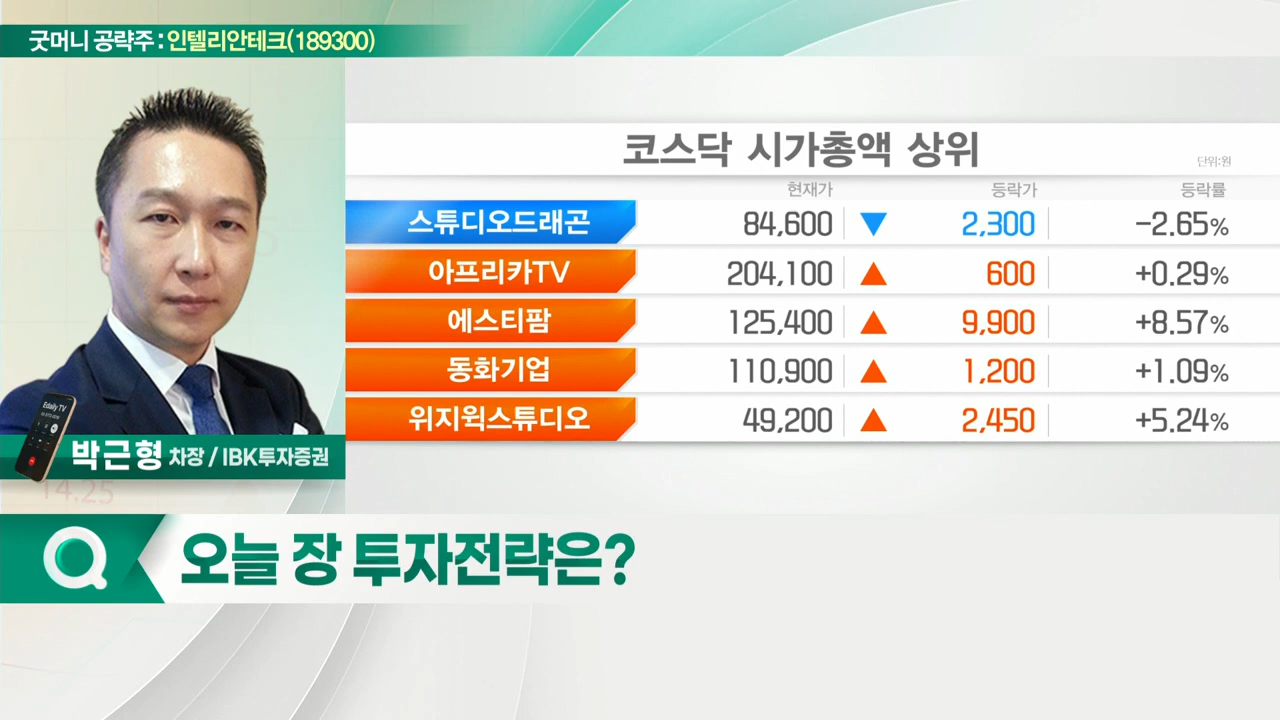 굿머니 공략주 : 인텔리안테크(189300)
코스닥 시가총액 상위
단위:원
현재가 등락가 등락률
스튜디오드래곤 84,600 ▼ 2,300 -2.65%
아프리카TV 204,100 ▲ 600 +0.29%
에스티팜 125,400 ▲ 9,900 +8.57%
동화기업 110,900 ▲ 1,200 +1.09%
위지윅스튜디오 49,200 ▲ 2,450 +5.24%
Edaily TV
박근형 차장 / IBK투자증권
14.25
오늘 장 투자전략은?